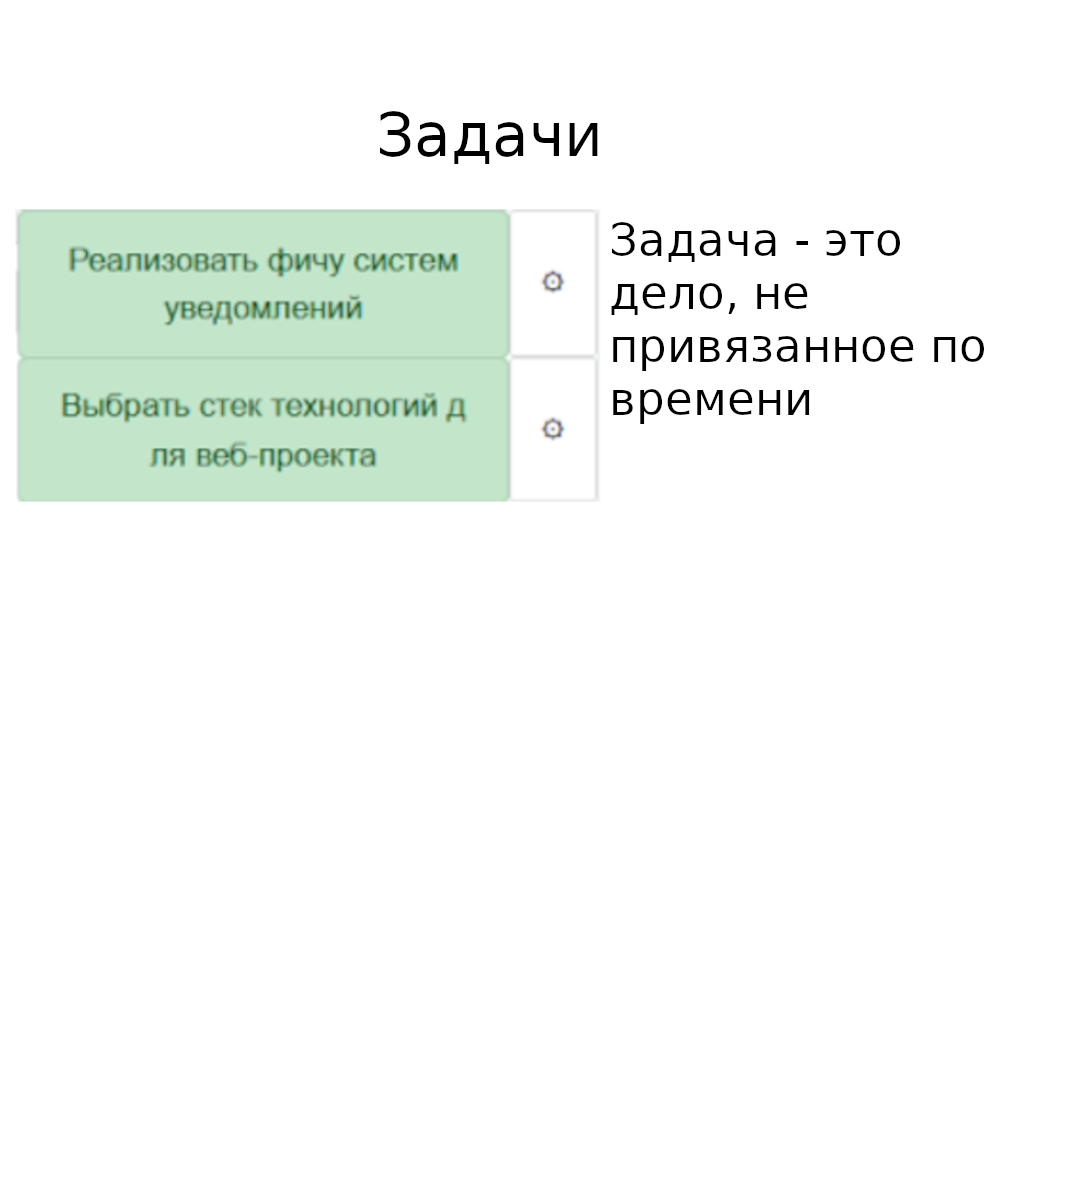 Задачи
Реализовать фичу систем
уведомлений
Выбрать стек технологий д
ля веб-проекта
Задача - это
дело, не
привязанное по
времени